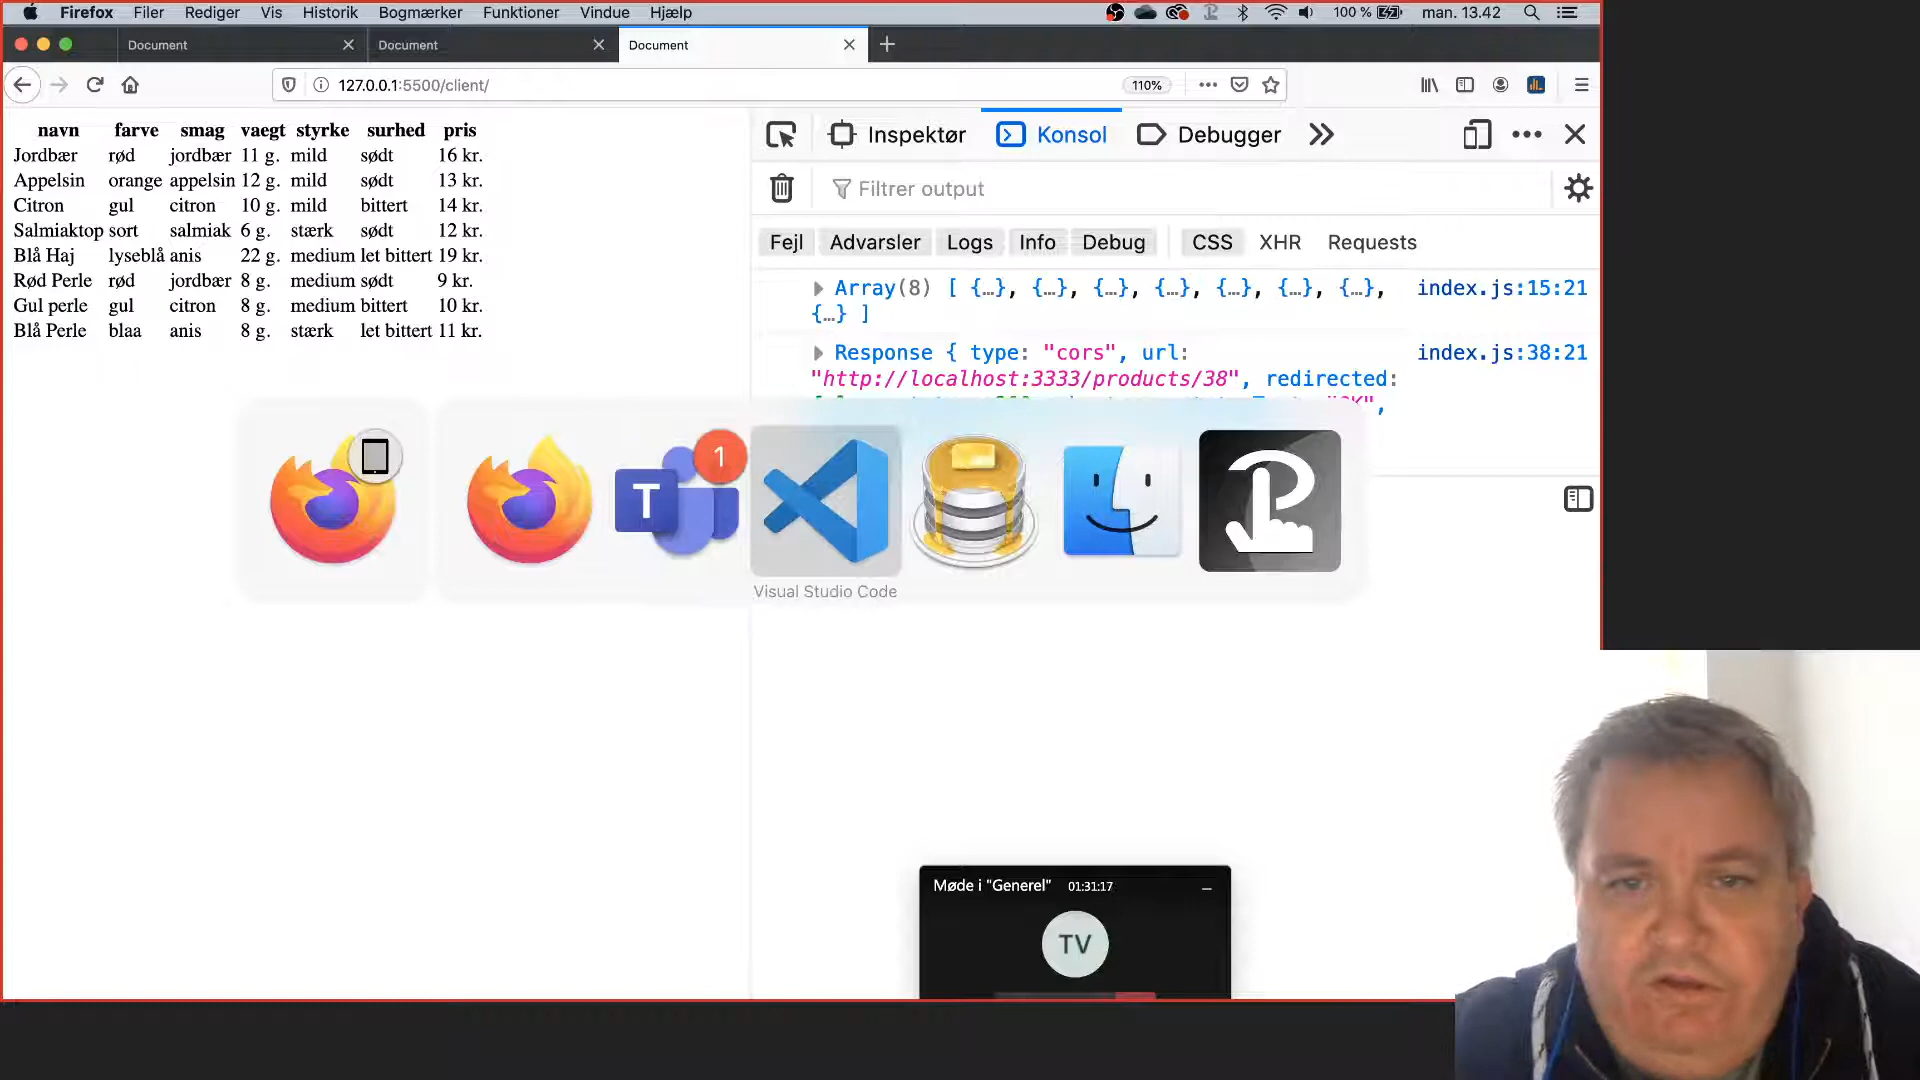 Firefox Filer Rediger Vis Historik Bogmærker Funktioner Vindue Hjælp 100 % man. 13.42
Document Document Document
127.0.0.1:5500/client/ 110%
navn farve smag vaegt styrke surhed pris
Jordbær rød jordbær 11 g. mild sødt 16 kr.
Appelsin orange appelsin 12 g. mild sødt 13 kr.
Citron gul citron 10 g. mild bittert 14 kr.
Salmiaktop sort salmiak 6 g. stærk sødt 12 kr.
Blå Haj lyseblå anis 22 g. medium let bittert 19 kr.
Rød Perle rød jordbær 8 g. medium sødt 9 kr.
Gul perle gul citron 8 g. medium bittert 10 kr.
Blå Perle blaa anis 8 g. stærk let bittert 11 kr.
Inspektør Konsol Debugger
Filtrer output
Fejl Advarsler Logs Info Debug CSS XHR Requests
Array(8) [ {…}, {…}, {…}, {…}, {…}, {…}, {…}, index.js:15:21
{…} ]
Response { type: "cors", url: index.js:38:21
"http://localhost:3333/products/38", redirected:
T 1
Visual Studio Code
Møde i "Generel" 01:31:17
TV